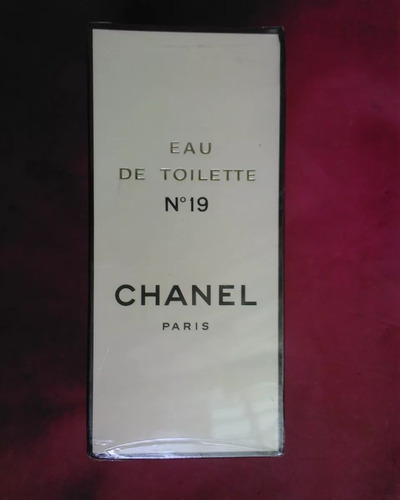 EAU
DE TOILETTE
N°19
CHANEL
PARIS